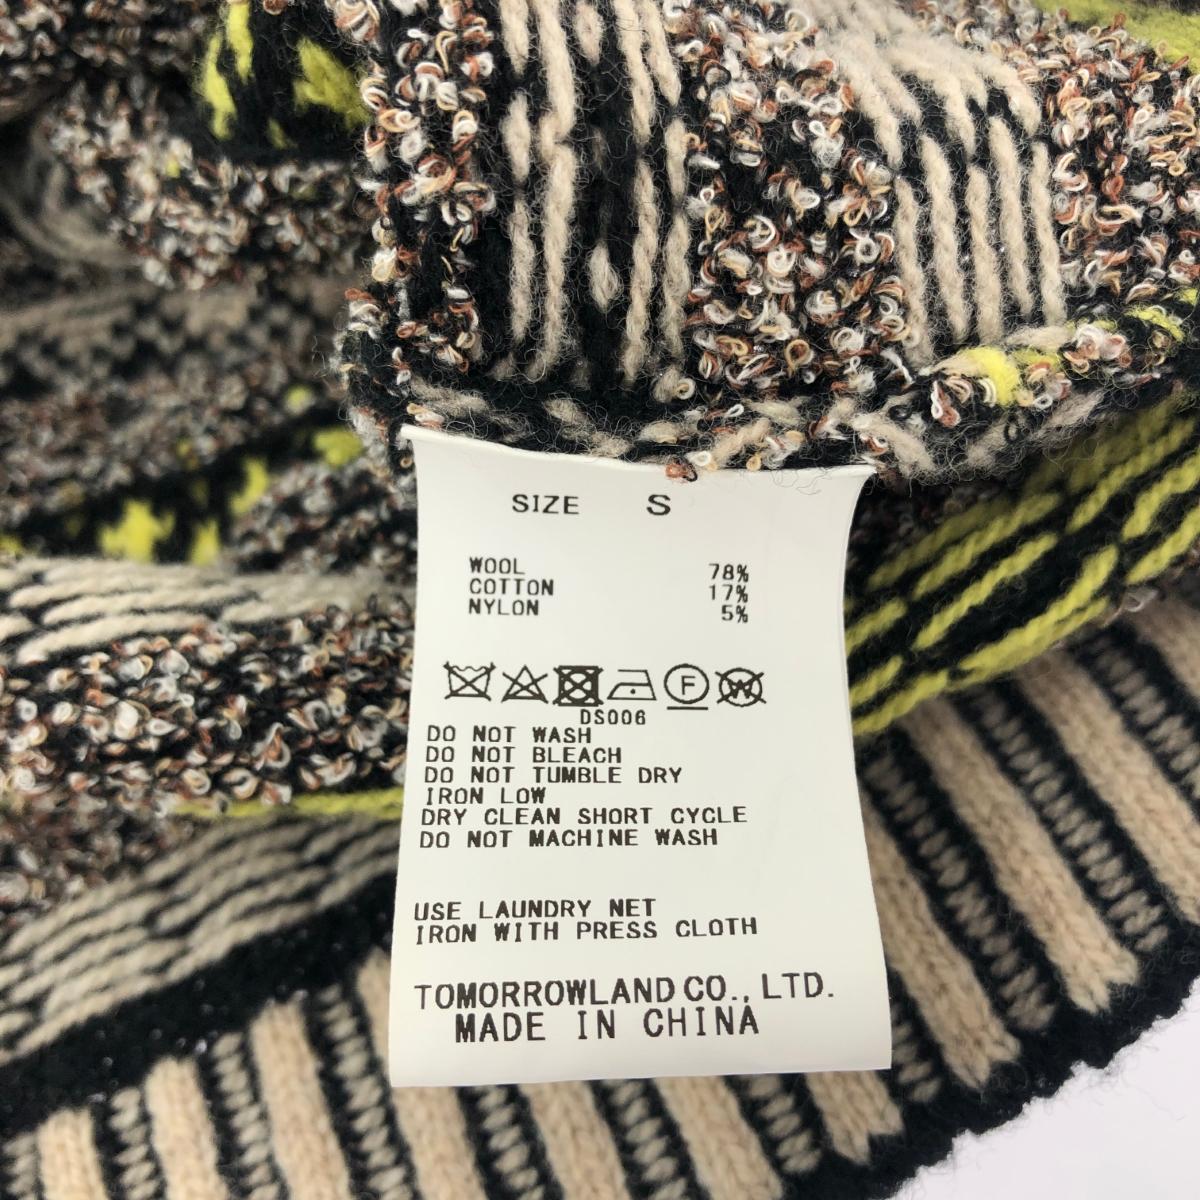 SIZE S
WOOL 78%
COTTON 17%
NYLON 5%
F W
DS006
DO NOT WASH
DO NOT BLEACH
DO NOT TUMBLE DRY
IRON LOW
DRY CLEAN SHORT CYCLE
DO NOT MACHINE WASH
USE LAUNDRY NET
IRON WITH PRESS CLOTH
TOMORROWLAND CO., LTD.
MADE IN CHINA